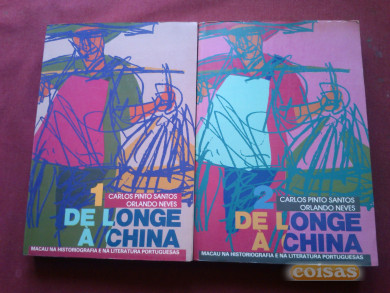 1
CARLOS PINTO SANTOS
ORLANDO NEVES
DE LONGE
À CHINA
MACAU NA HISTORIOGRAFIA E NA LITERATURA PORTUGUESAS
2
CARLOS PINTO SANTOS
ORLANDO NEVES
DE LONGE
À CHINA
MACAU NA HISTORIOGRAFIA E NA LITERATURA PORTUGUESAS
coisas